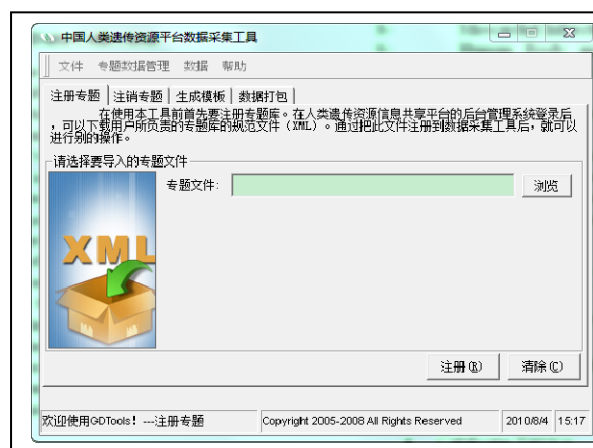 中国人类遗传资源平台数据采集工具
文件 专题数据管理 数据 帮助
注册专题 注销专题 生成模板 数据打包
在使用本工具前首先要注册专题库。在人类遗传资源信息共享平台的后台管理系统登录后
，可以下载用户所负责的专题库的规范文件（XML）。通过把此文件注册到数据采集工具后，就可以
进行别的操作。
请选择要导入的专题文件
专题文件: 浏览
XML
注册(R) 清除(C)
欢迎使用GDTools！---注册专题 Copyright 2005-2008 All Rights Reserved 2010/8/4 15:17